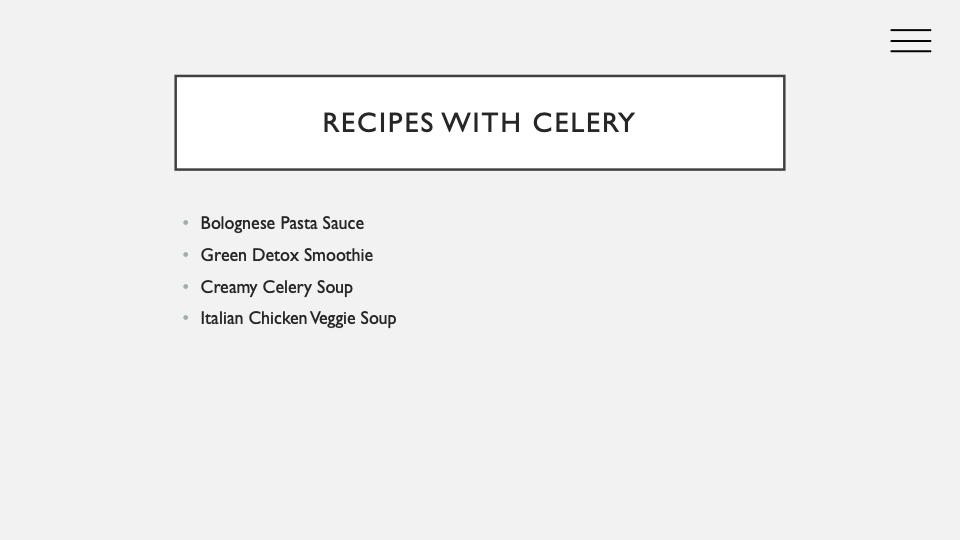 RECIPES WITH CELERY
• Bolognese Pasta Sauce
• Green Detox Smoothie
• Creamy Celery Soup
• Italian Chicken Veggie Soup